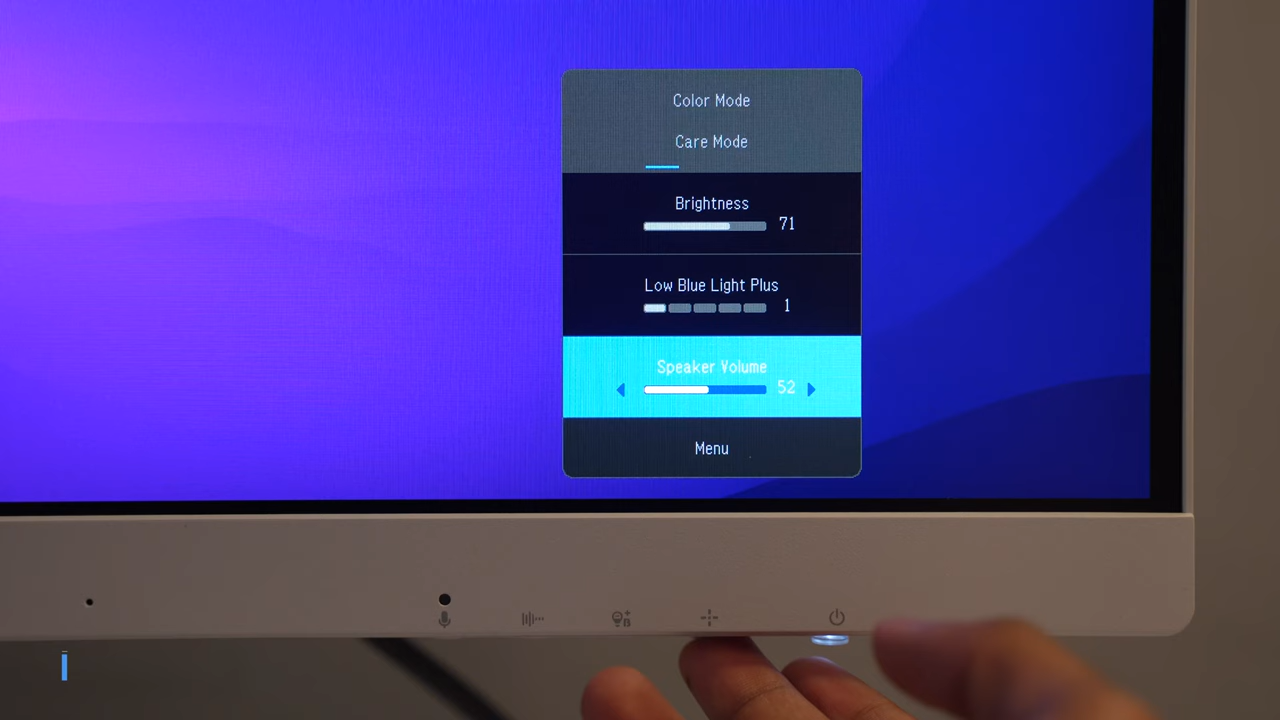 Color Mode
Care Mode
Brightness
71
Low Blue Light Plus
1
Speaker Volume
52
Menu